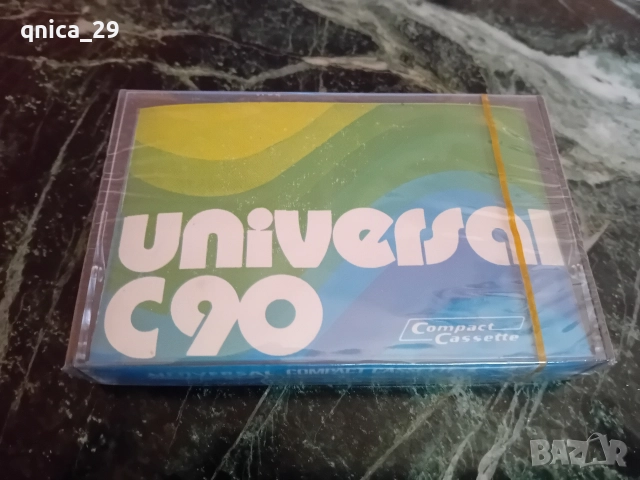 qnica_29
universal
C90
Compact
Cassette
UNIVERSAL COMPACT CASSETTE
BAZAR